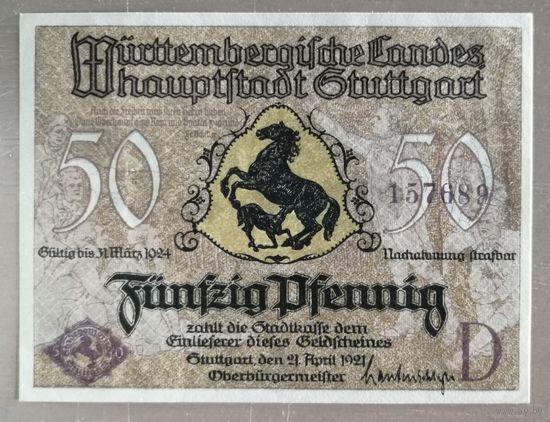 Württembergische Landes
hauptstadt Stuttgart
50
50
157689
Gültig bis 31. März 1924
Nachahmung strafbar
Fünfzig Pfennig
zahlt die Stadtkasse dem
Einlieferer dieses Geldscheines
Stuttgart, den 21. April 1921
Oberbürgermeister
D